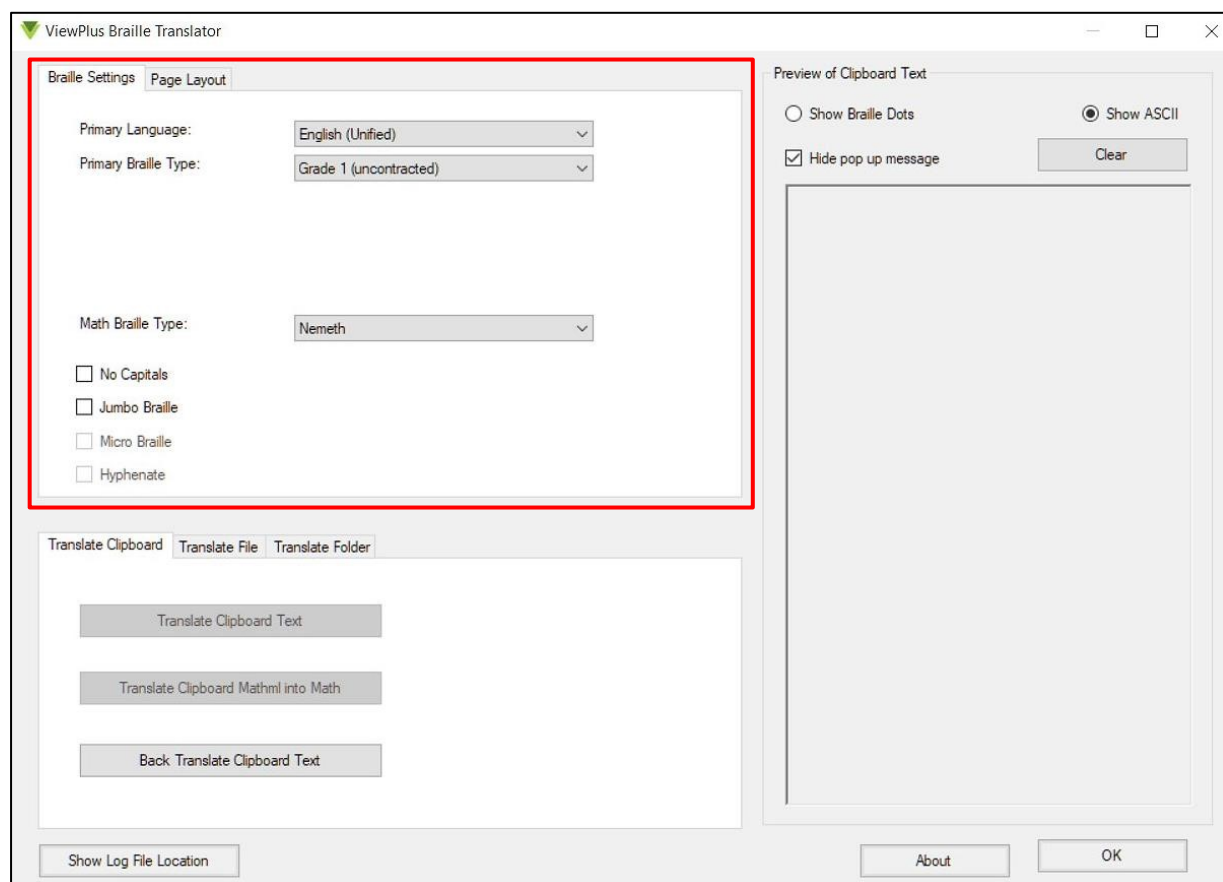 ViewPlus Braille Translator
Braille Settings Page Layout
Primary Language: English (Unified)
Primary Braille Type: Grade 1 (uncontracted)
Math Braille Type: Nemeth
No Capitals
Jumbo Braille
Micro Braille
Hyphenate
Translate Clipboard Translate File Translate Folder
Translate Clipboard Text
Translate Clipboard Mathml into Math
Back Translate Clipboard Text
Show Log File Location
Preview of Clipboard Text
Show Braille Dots Show ASCII
Hide pop up message Clear
About OK